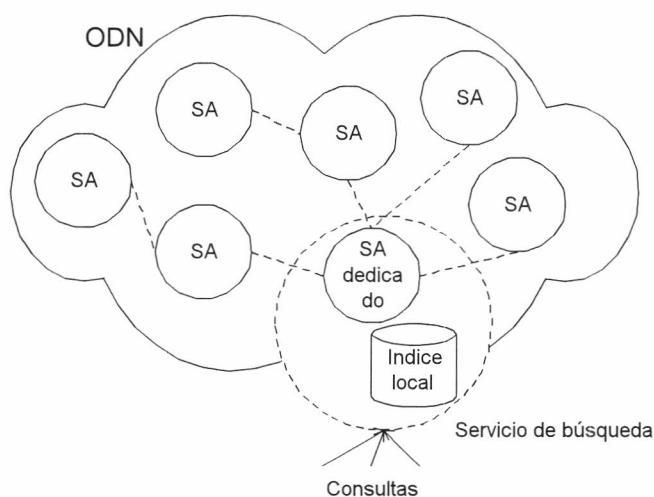 ODN
SA
SA
SA
SA
SA
SA
SA
dedica
do
Indice
local
Servicio de búsqueda
Consultas